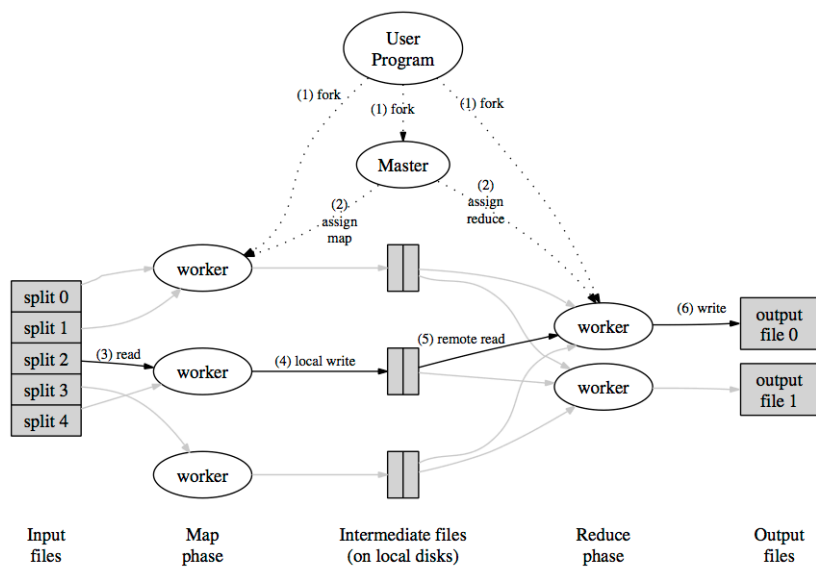 User
Program
(1) fork
(1) fork
(1) fork
Master
(2)
assign
map
(2)
assign
reduce
worker
split 0
split 1
split 2
split 3
split 4
(3) read
worker
(4) local write
(5) remote read
worker
(6) write
output
file 0
worker
output
file 1
worker
Input
files
Map
phase
Intermediate files
(on local disks)
Reduce
phase
Output
files